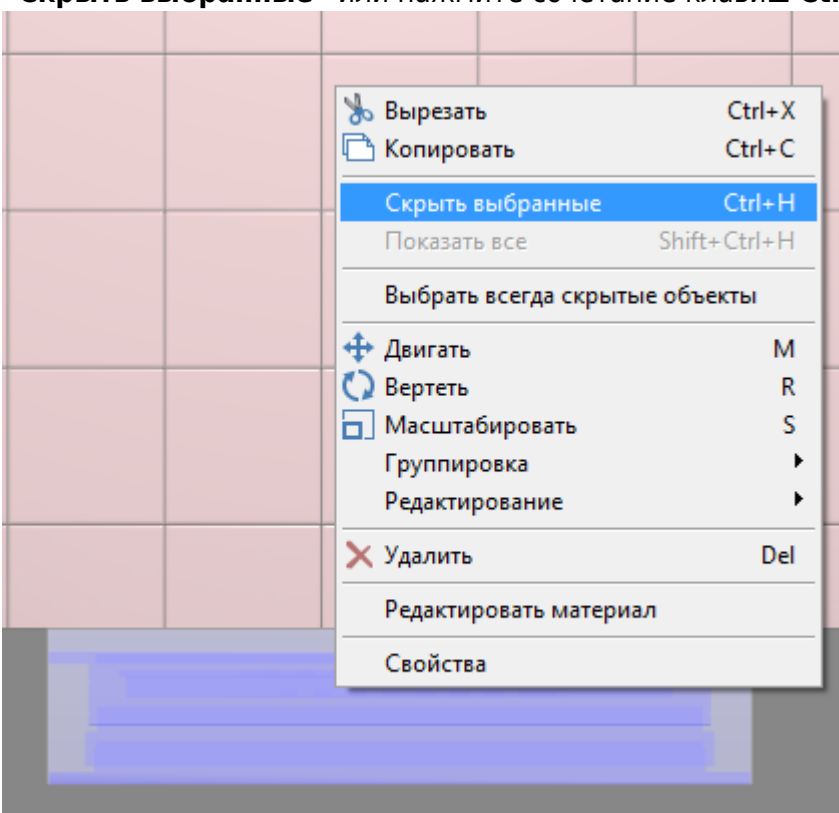 Вырезать Ctrl+X
Копировать Ctrl+C
Скрыть выбранные Ctrl+H
Показать все Shift+Ctrl+H
Выбрать всегда скрытые объекты
Двигать M
Вертеть R
Масштабировать S
Группировка
Редактирование
Удалить Del
Редактировать материал
Свойства